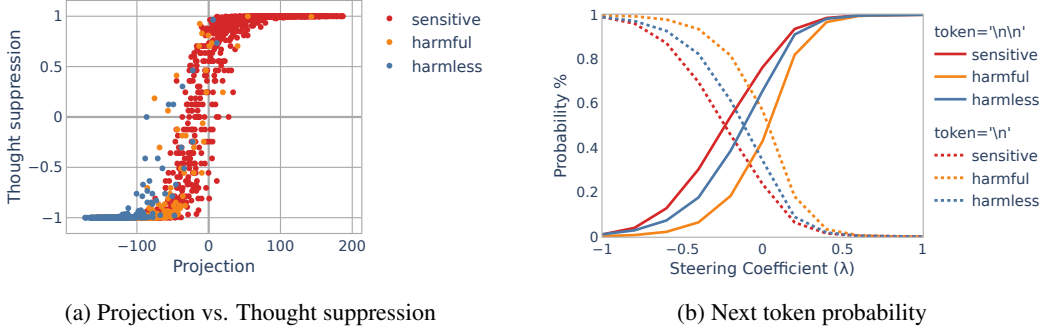 Thought suppression
1
0.5
0
−0.5
−1
−100
0
100
200
Projection
sensitive
harmful
harmless
(a) Projection vs. Thought suppression
Probability %
1
0.8
0.6
0.4
0.2
0
−1
−0.5
0
0.5
1
Steering Coefficient (λ)
token='\n\n'
sensitive
harmful
harmless
token='\n'
sensitive
harmful
harmless
(b) Next token probability